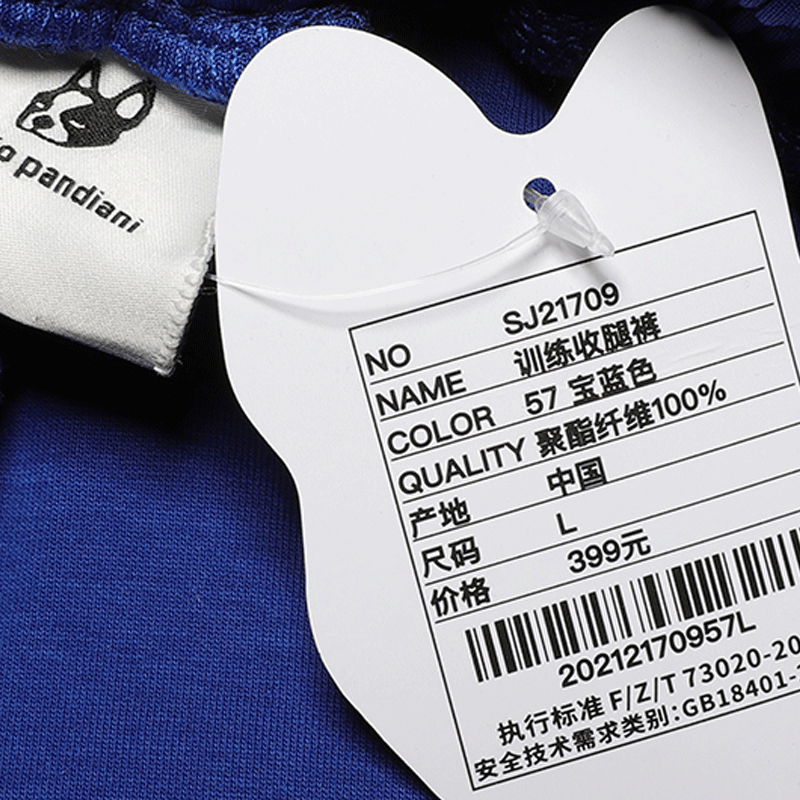 pandiani
NO SJ21709
NAME 训练收腿裤
COLOR 57 宝蓝色
QUALITY 聚酯纤维100%
产地 中国
尺码 L
价格 399元
20212170957L
执行标准 F/Z/T 73020-20
安全技术需求类别:GB18401-